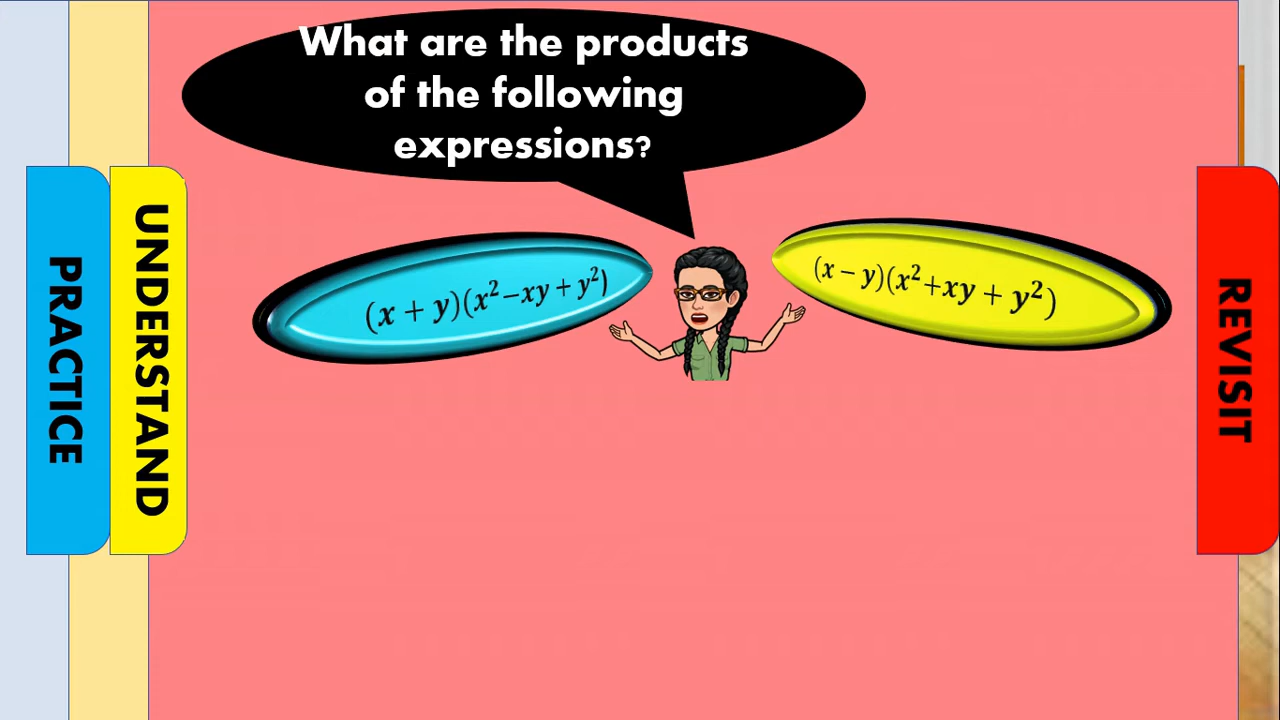 What are the products
of the following
expressions?
(x + y)(x²−xy + y²)
(x − y)(x²+xy + y²)
PRACTICE
UNDERSTAND
REVISIT